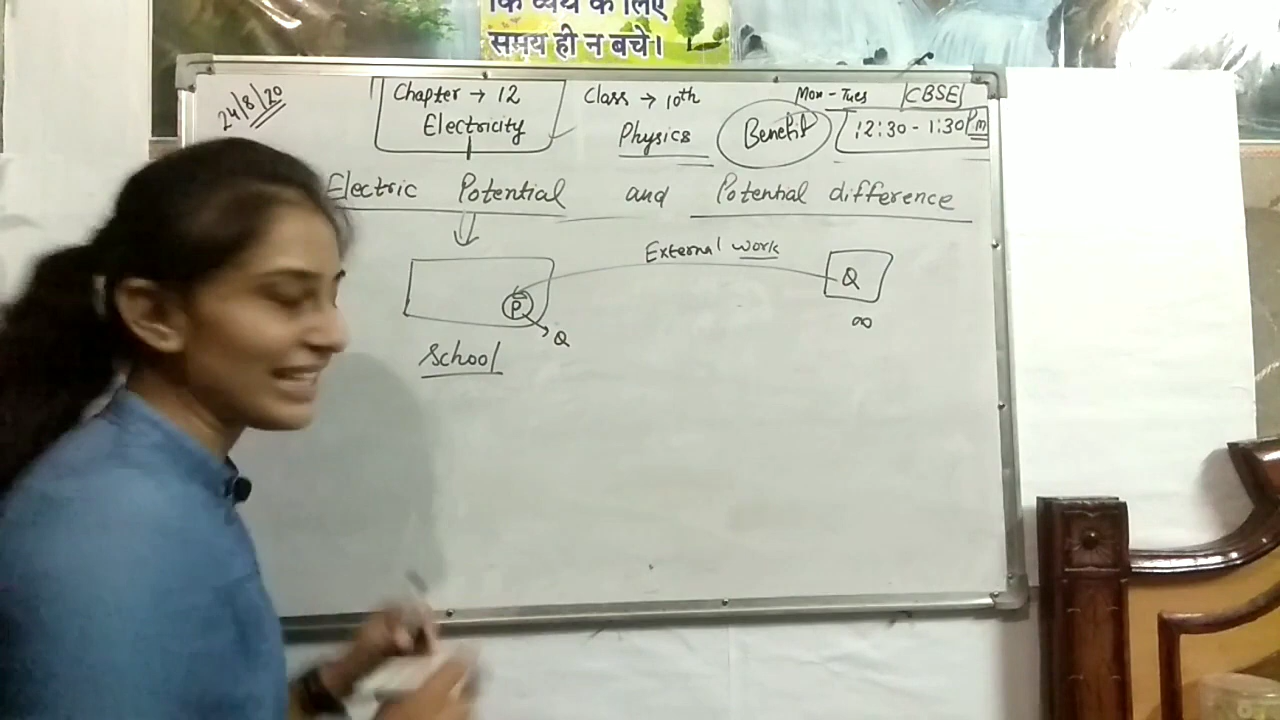 कि व्यर्थ के लिए
समय ही न बचे।
24/8/20
Chapter → 12
Electricity
Class → 10th
Physics
Benefit
Mon - Tues
CBSE
12:30 - 1:30 Pm
Electric Potential and Potential difference
External work
Q
∞
P
Q
School